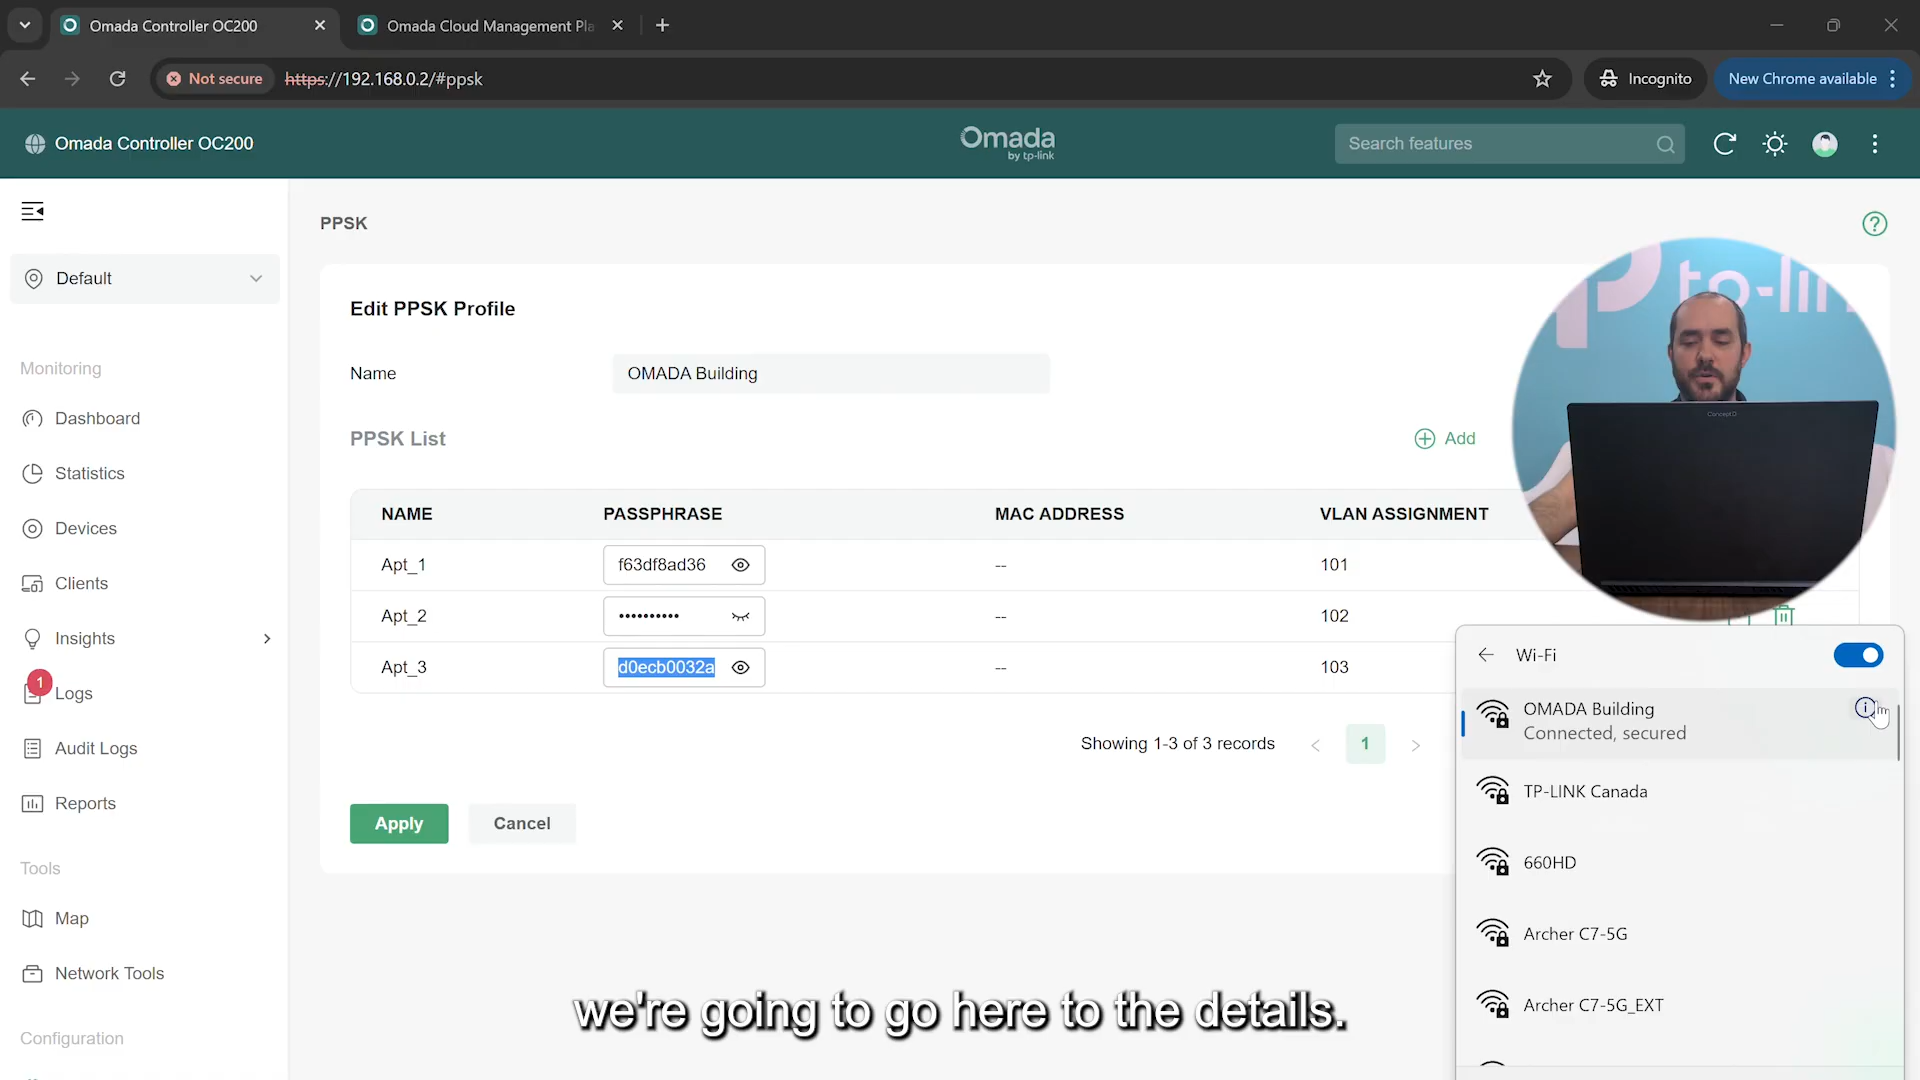 Omada Controller OC200
Omada Cloud Management Pla
Not secure
https://192.168.0.2/#ppsk
Incognito
New Chrome available
Omada Controller OC200
Omada
by tp-link
Search features
Default
Monitoring
Dashboard
Statistics
Devices
Clients
Insights
1
Logs
Audit Logs
Reports
Tools
Map
Network Tools
Configuration
PPSK
Edit PPSK Profile
Name
OMADA Building
PPSK List
Add
NAME PASSPHRASE MAC ADDRESS VLAN ASSIGNMENT
Apt_1 f63df8ad36 -- 101
Apt_2 •••••••••• -- 102
Apt_3 d0ecb0032a -- 103
Showing 1-3 of 3 records
1
Apply
Cancel
tp-lin
ConceptD
Wi-Fi
OMADA Building
Connected, secured
TP-LINK Canada
660HD
Archer C7-5G
Archer C7-5G_EXT
we're going to go here to the details.